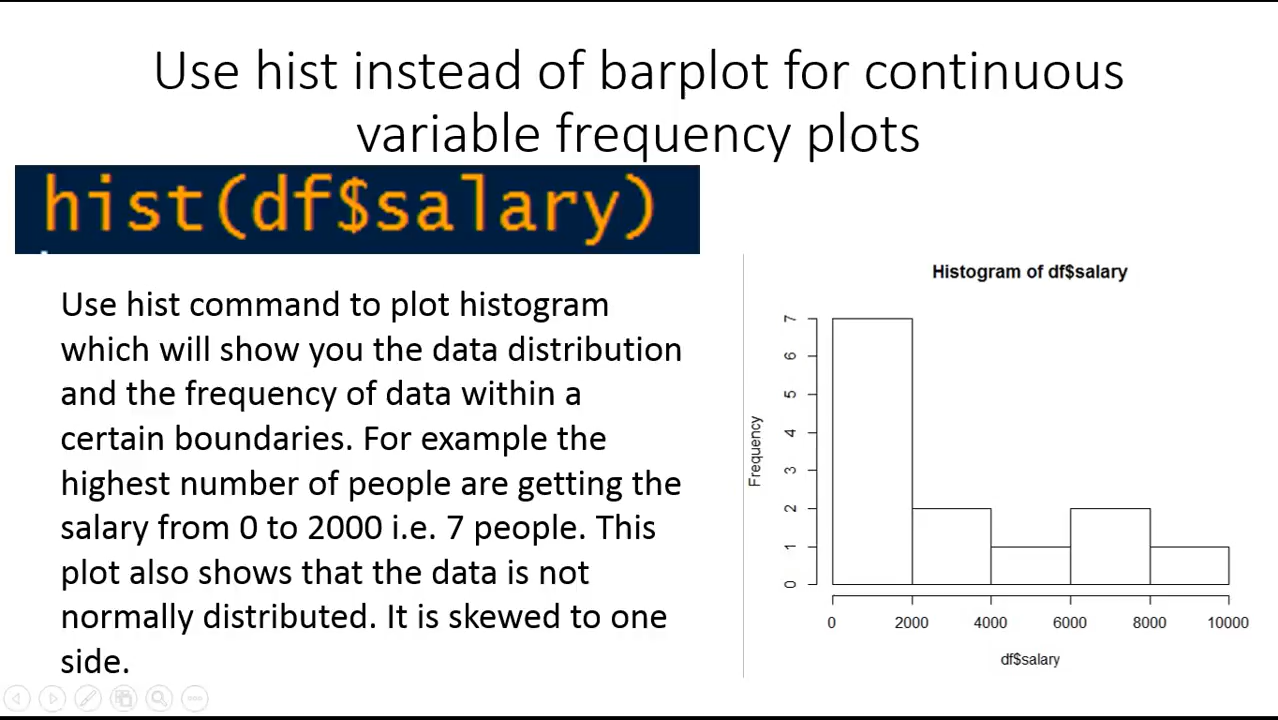 Use hist instead of barplot for continuous
variable frequency plots
hist(df$salary)
Use hist command to plot histogram
which will show you the data distribution
and the frequency of data within a
certain boundaries. For example the
highest number of people are getting the
salary from 0 to 2000 i.e. 7 people. This
plot also shows that the data is not
normally distributed. It is skewed to one
side.
Histogram of df$salary
Frequency
7
6
5
4
3
2
1
0
0 2000 4000 6000 8000 10000
df$salary